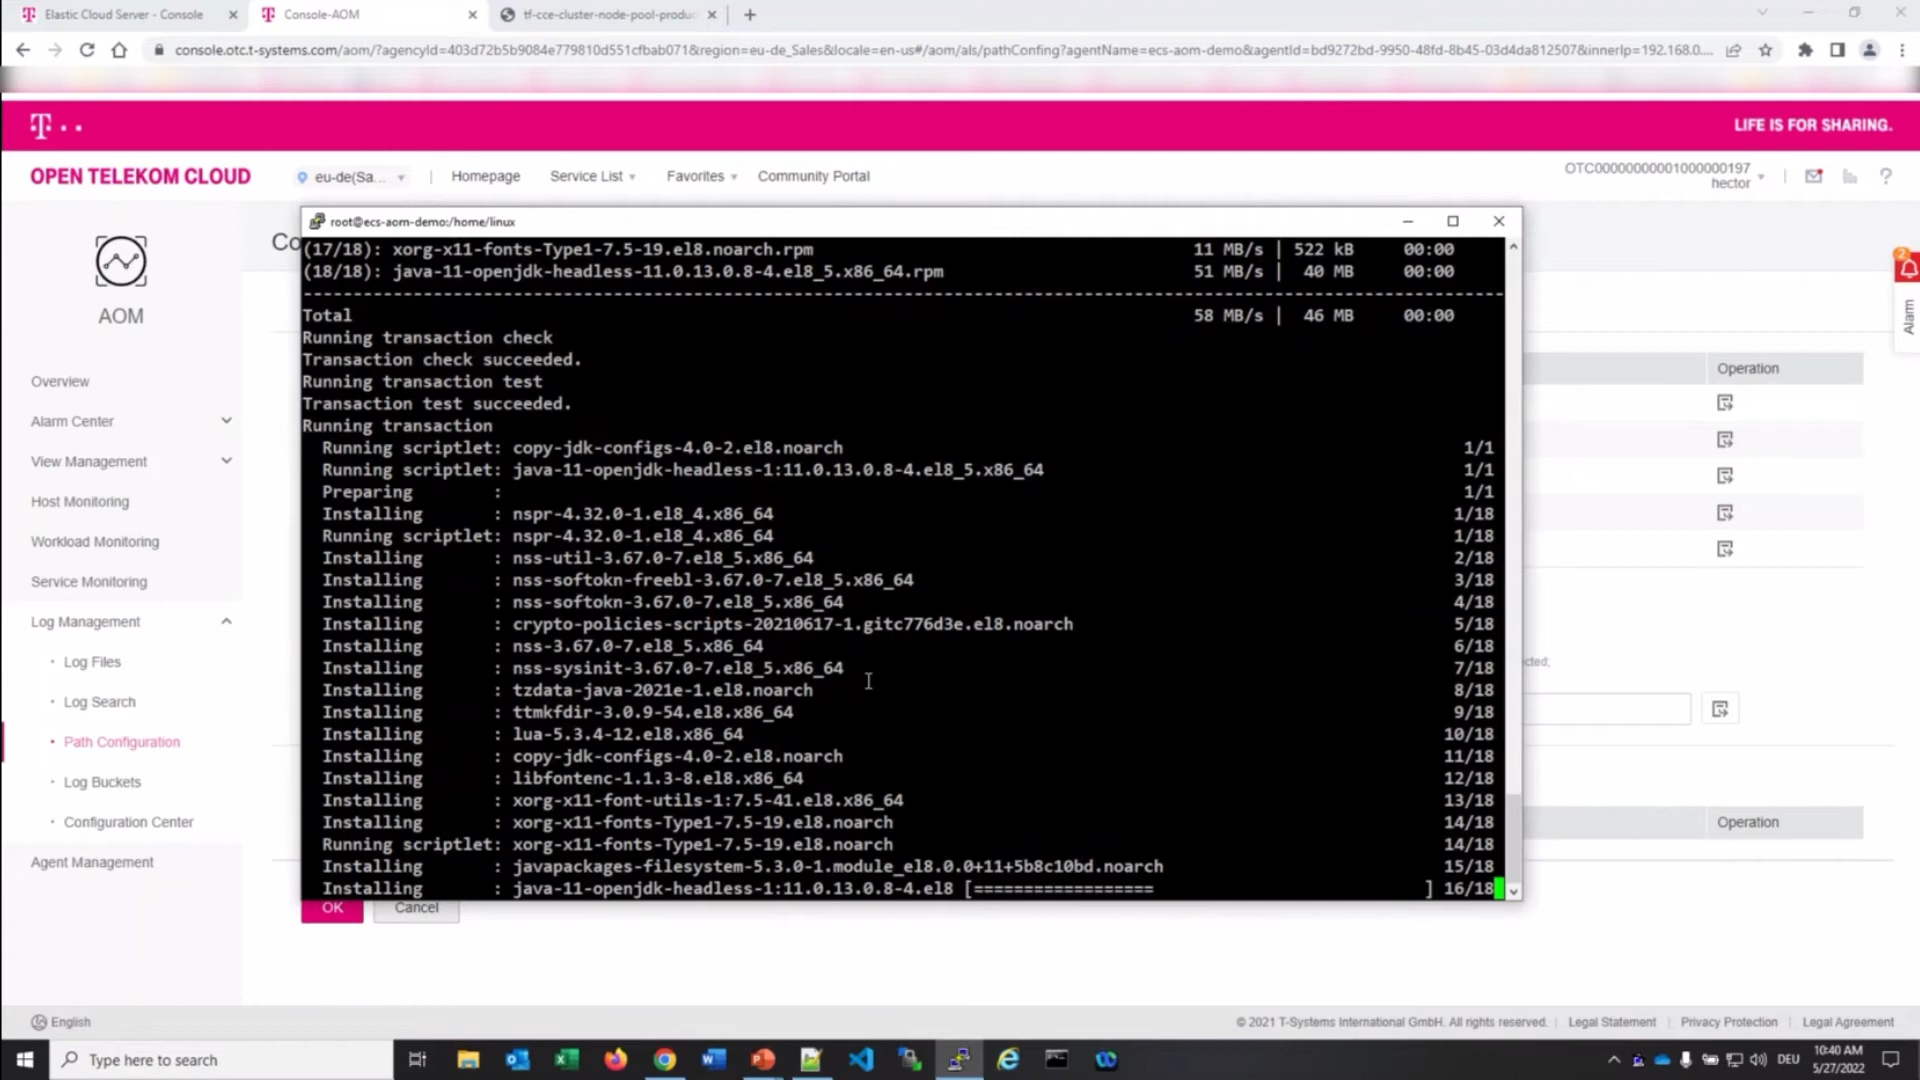 Elastic Cloud Server - Console
Console-AOM
tf-cce-cluster-node-pool-produc
console.otc.t-systems.com/aom/?agencyId=403d72b5b9084e779810d551cfbab071&region=eu-de_Sales&locale=en-us#/aom/als/pathConfing?agentName=ecs-aom-demo&agentId=bd9272bd-9950-48fd-8b45-03d4da812507&innerIp=192.168.0....
T
LIFE IS FOR SHARING.
OPEN TELEKOM CLOUD
eu-de(Sa...
Homepage
Service List
Favorites
Community Portal
OTC00000000001000000197
hector
AOM
Overview
Alarm Center
View Management
Host Monitoring
Workload Monitoring
Service Monitoring
Log Management
Log Files
Log Search
Path Configuration
Log Buckets
Configuration Center
Agent Management
Co
root@ecs-aom-demo:/home/linux
(17/18): xorg-x11-fonts-Type1-7.5-19.el8.noarch.rpm 11 MB/s | 522 kB 00:00
(18/18): java-11-openjdk-headless-11.0.13.0.8-4.el8_5.x86_64.rpm 51 MB/s | 40 MB 00:00
Total 58 MB/s | 46 MB 00:00
Running transaction check
Transaction check succeeded.
Running transaction test
Transaction test succeeded.
Running transaction
Running scriptlet: copy-jdk-configs-4.0-2.el8.noarch 1/1
Running scriptlet: java-11-openjdk-headless-1:11.0.13.0.8-4.el8_5.x86_64 1/1
Preparing : 1/1
Installing : nspr-4.32.0-1.el8_4.x86_64 1/18
Running scriptlet: nspr-4.32.0-1.el8_4.x86_64 1/18
Installing : nss-util-3.67.0-7.el8_5.x86_64 2/18
Installing : nss-softokn-freebl-3.67.0-7.el8_5.x86_64 3/18
Installing : nss-softokn-3.67.0-7.el8_5.x86_64 4/18
Installing : crypto-policies-scripts-20210617-1.gitc776d3e.el8.noarch 5/18
Installing : nss-3.67.0-7.el8_5.x86_64 6/18
Installing : nss-sysinit-3.67.0-7.el8_5.x86_64 7/18
Installing : tzdata-java-2021e-1.el8.noarch 8/18
Installing : ttmkfdir-3.0.9-54.el8.x86_64 9/18
Installing : lua-5.3.4-12.el8.x86_64 10/18
Installing : copy-jdk-configs-4.0-2.el8.noarch 11/18
Installing : libfontenc-1.1.3-8.el8.x86_64 12/18
Installing : xorg-x11-font-utils-1:7.5-41.el8.x86_64 13/18
Installing : xorg-x11-fonts-Type1-7.5-19.el8.noarch 14/18
Running scriptlet: xorg-x11-fonts-Type1-7.5-19.el8.noarch 14/18
Installing : javapackages-filesystem-5.3.0-1.module_el8.0.0+11+5b8c10bd.noarch 15/18
Installing : java-11-openjdk-headless-1:11.0.13.0.8-4.el8 [================== ] 16/18
Operation
cted;
Operation
2
Alarm
OK
Cancel
English
© 2021 T-Systems International GmbH. All rights reserved.
Legal Statement
Privacy Protection
Legal Agreement
Type here to search
DEU
10:40 AM
5/27/2022